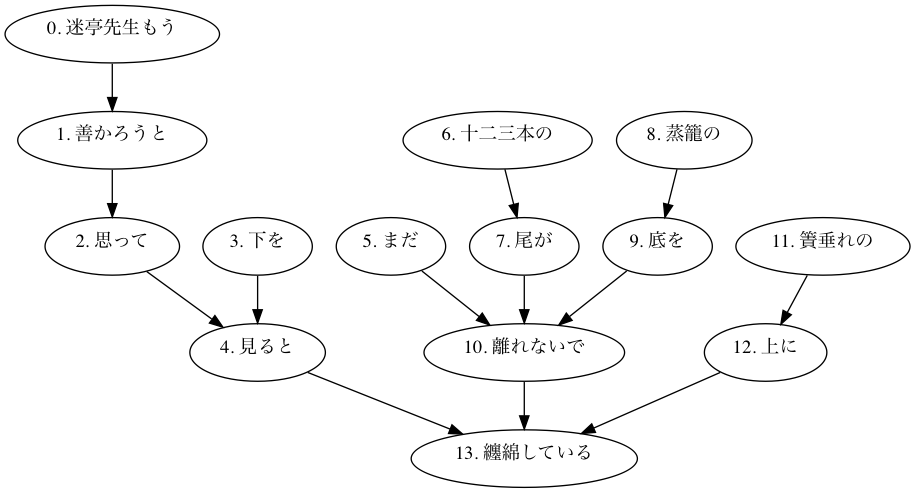 0. 迷亭先生もう
1. 善かろうと
6. 十二三本の
8. 蒸籠の
2. 思って
3. 下を
5. まだ
7. 尾が
9. 底を
11. 簀垂れの
4. 見ると
10. 離れないで
12. 上に
13. 纏綿している